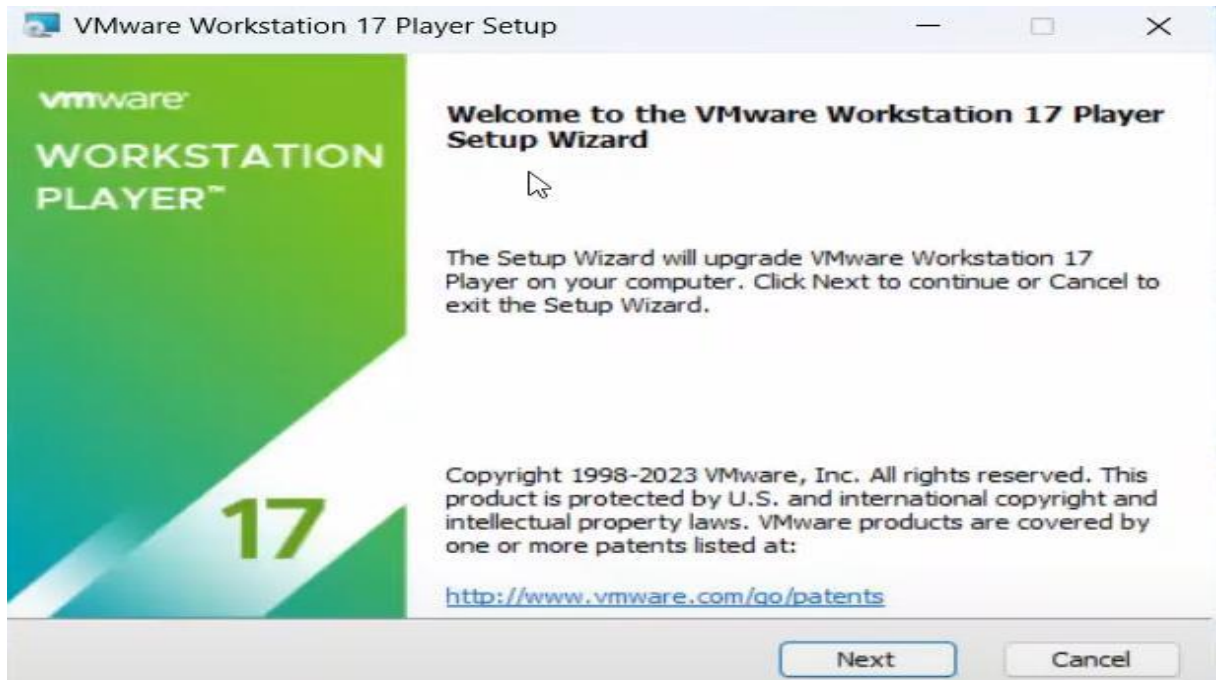 VMware Workstation 17 Player Setup
vmware
WORKSTATION
PLAYER™
17
Welcome to the VMware Workstation 17 Player
Setup Wizard
The Setup Wizard will upgrade VMware Workstation 17
Player on your computer. Click Next to continue or Cancel to
exit the Setup Wizard.
Copyright 1998-2023 VMware, Inc. All rights reserved. This
product is protected by U.S. and international copyright and
intellectual property laws. VMware products are covered by
one or more patents listed at:
http://www.vmware.com/go/patents
Next
Cancel